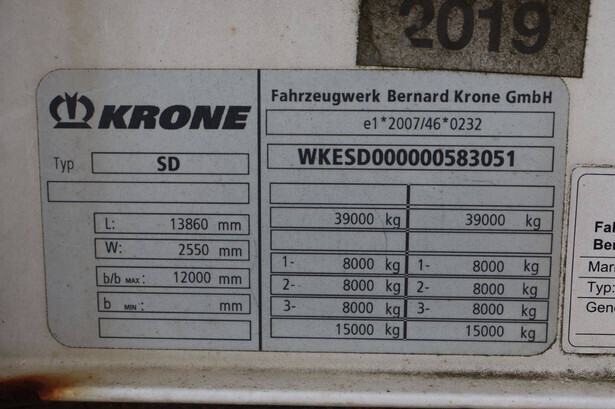 2019
KRONE
Typ SD
L: 13860 mm
W: 2550 mm
b/b MAX: 12000 mm
b MIN: mm
Fahrzeugwerk Bernard Krone GmbH
e1*2007/46*0232
WKESD000000583051
39000 kg 39000 kg
1- 8000 kg 1- 8000 kg
2- 8000 kg 2- 8000 kg
3- 8000 kg 3- 8000 kg
15000 kg 15000 kg
Fal
Ber
Mar
Typ:
Gen